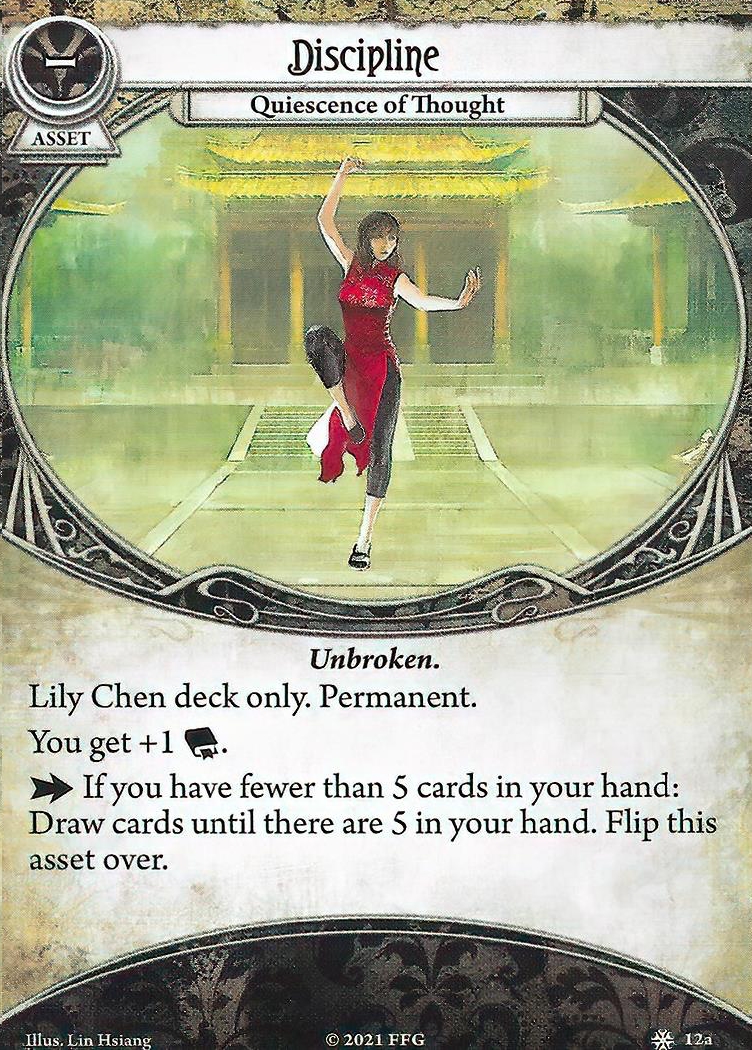 Discipline
Quiescence of Thought
ASSET
Unbroken.
Lily Chen deck only. Permanent.
You get +1 .
If you have fewer than 5 cards in your hand:
Draw cards until there are 5 in your hand. Flip this
asset over.
Illus. Lin Hsiang
© 2021 FFG
12a